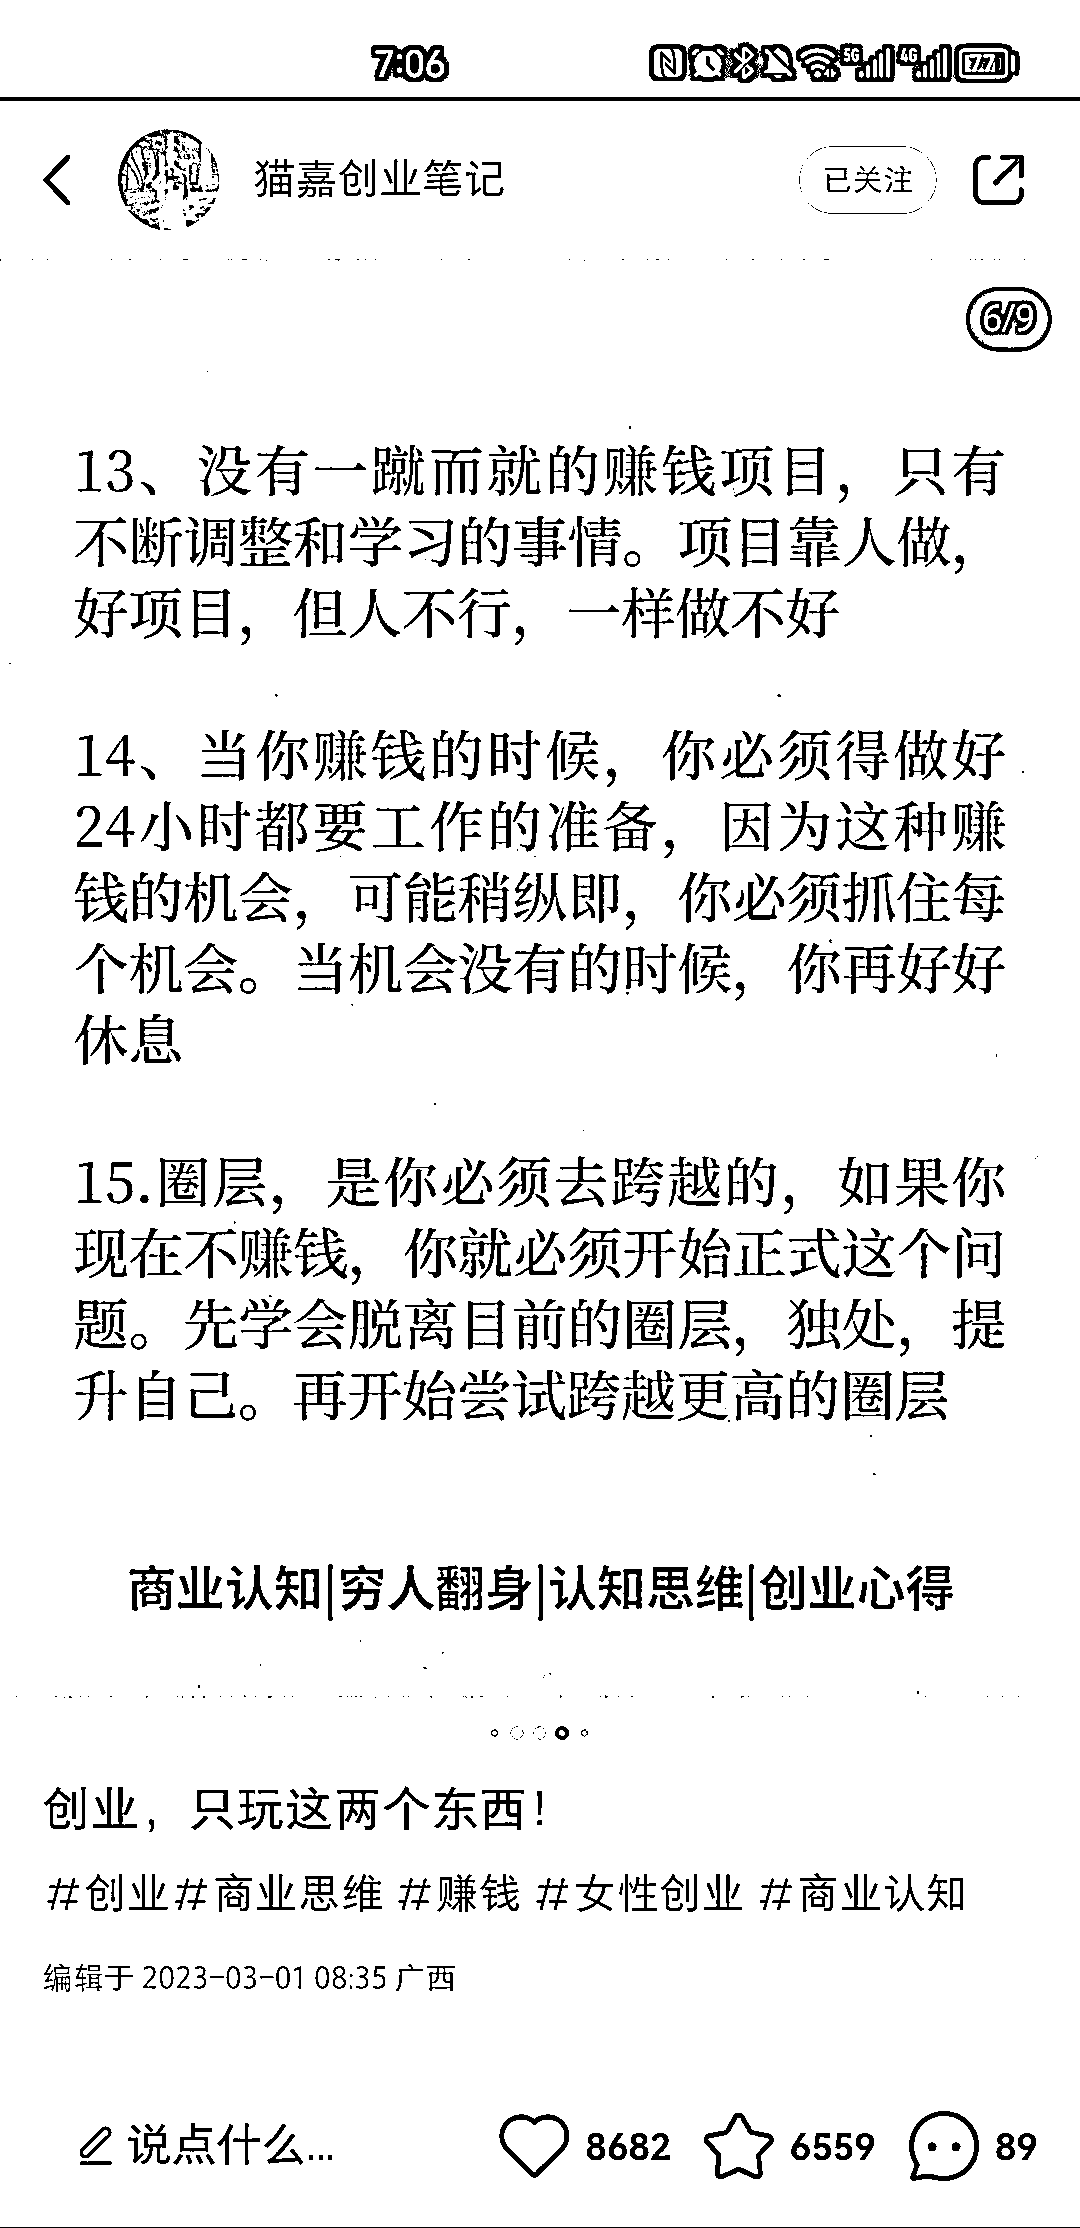 7:06
5G 4G 77
猫嘉创业笔记
已关注
6/9
13、没有一蹴而就的赚钱项目，只有
不断调整和学习的事情。项目靠人做，
好项目，但人不行，一样做不好
14、当你赚钱的时候，你必须得做好
24小时都要工作的准备，因为这种赚
钱的机会，可能稍纵即，你必须抓住每
个机会。当机会没有的时候，你再好好
休息
15.圈层，是你必须去跨越的，如果你
现在不赚钱，你就必须开始正式这个问
题。先学会脱离目前的圈层，独处，提
升自己。再开始尝试跨越更高的圈层
商业认知|穷人翻身|认知思维|创业心得
创业，只玩这两个东西！
#创业#商业思维 #赚钱 #女性创业 #商业认知
编辑于 2023-03-01 08:35 广西
说点什么...
8682
6559
89